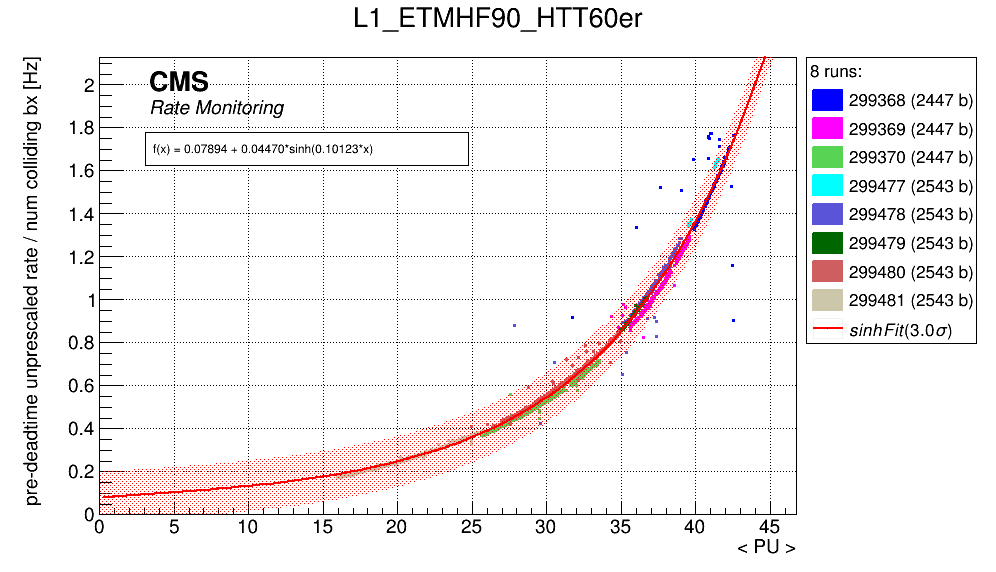 L1_ETMHF90_HTT60er
pre-deadtime unprescaled rate / num colliding bx [Hz]
CMS
Rate Monitoring
f(x) = 0.07894 + 0.04470*sinh(0.10123*x)
2
1.8
1.6
1.4
1.2
1
0.8
0.6
0.4
0.2
0
0 5 10 15 20 25 30 35 40 45
< PU >
8 runs:
299368 (2447 b)
299369 (2447 b)
299370 (2447 b)
299477 (2543 b)
299478 (2543 b)
299479 (2543 b)
299480 (2543 b)
299481 (2543 b)
sinhFit(3.0σ)